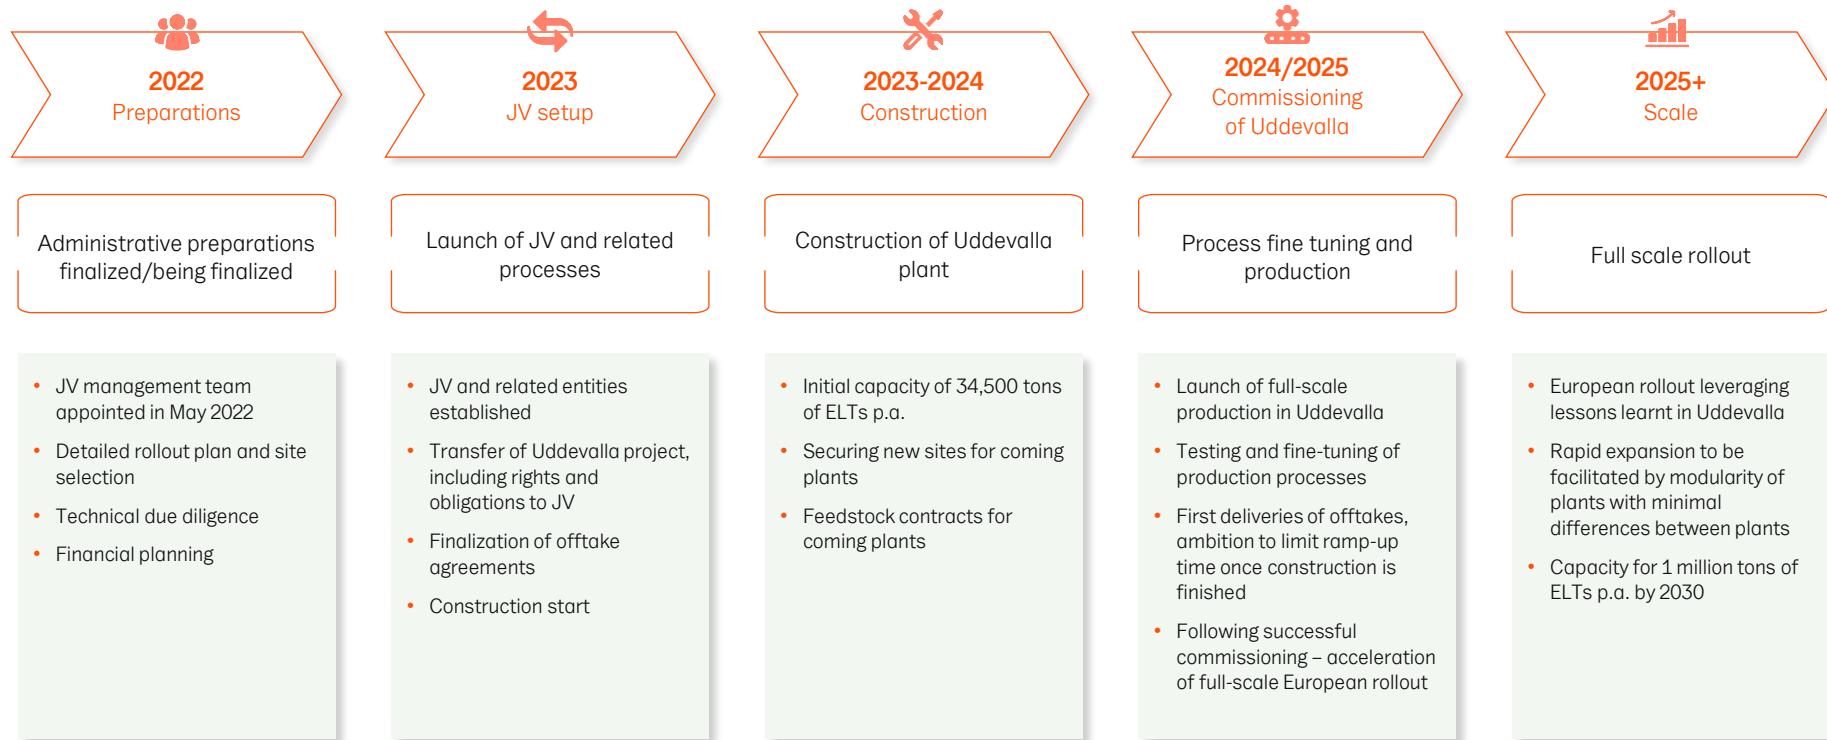 2022
Preparations
2023
JV setup
2023-2024
Construction
2024/2025
Commissioning
of Uddevalla
2025+
Scale
Administrative preparations
finalized/being finalized
Launch of JV and related
processes
Construction of Uddevalla
plant
Process fine tuning and
production
Full scale rollout
• JV management team
appointed in May 2022
• Detailed rollout plan and site
selection
• Technical due diligence
• Financial planning
• JV and related entities
established
• Transfer of Uddevalla project,
including rights and
obligations to JV
• Finalization of offtake
agreements
• Construction start
• Initial capacity of 34,500 tons
of ELTs p.a.
• Securing new sites for coming
plants
• Feedstock contracts for
coming plants
• Launch of full-scale
production in Uddevalla
• Testing and fine-tuning of
production processes
• First deliveries of offtakes,
ambition to limit ramp-up
time once construction is
finished
• Following successful
commissioning – acceleration
of full-scale European rollout
• European rollout leveraging
lessons learnt in Uddevalla
• Rapid expansion to be
facilitated by modularity of
plants with minimal
differences between plants
• Capacity for 1 million tons of
ELTs p.a. by 2030